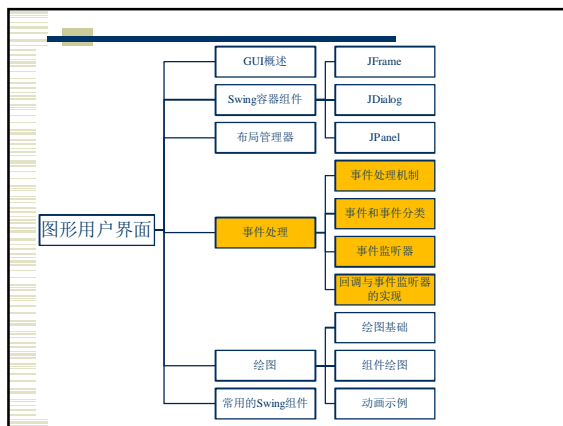 图形用户界面
GUI概述
Swing容器组件
JFrame
JDialog
JPanel
布局管理器
事件处理
事件处理机制
事件和事件分类
事件监听器
回调与事件监听器
的实现
绘图
绘图基础
组件绘图
动画示例
常用的Swing组件